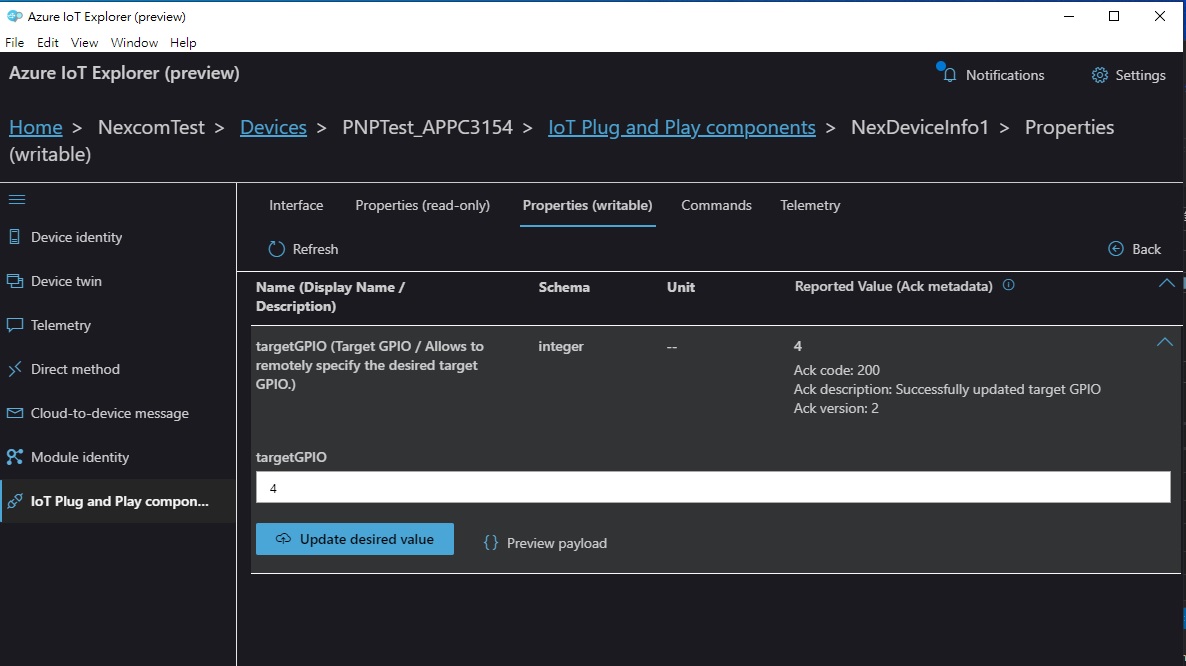 Azure IoT Explorer (preview)
File Edit View Window Help
Azure IoT Explorer (preview)
Notifications
Settings
Home > NexcomTest > Devices > PNPTest_APPC3154 > IoT Plug and Play components > NexDeviceInfo1 > Properties
(writable)
Device identity
Device twin
Telemetry
Direct method
Cloud-to-device message
Module identity
IoT Plug and Play compon...
Interface Properties (read-only) Properties (writable) Commands Telemetry
Refresh
Back
Name (Display Name /
Description)
Schema
Unit
Reported Value (Ack metadata)
targetGPIO (Target GPIO / Allows to
remotely specify the desired target
GPIO.)
integer
--
4
Ack code: 200
Ack description: Successfully updated target GPIO
Ack version: 2
targetGPIO
4
Update desired value
Preview payload